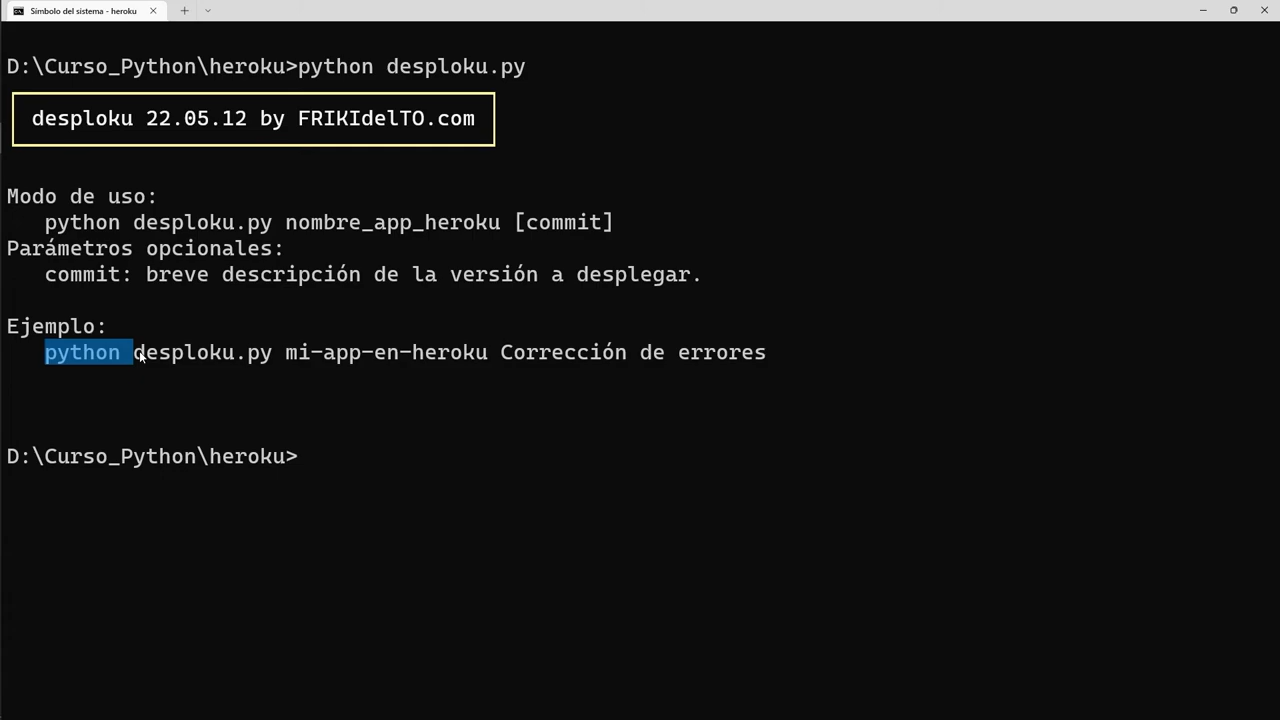 Símbolo del sistema - heroku
D:\Curso_Python\heroku>python desploku.py
desploku 22.05.12 by FRIKIdelTO.com
Modo de uso:
python desploku.py nombre_app_heroku [commit]
Parámetros opcionales:
commit: breve descripción de la versión a desplegar.
Ejemplo:
python desploku.py mi-app-en-heroku Corrección de errores
D:\Curso_Python\heroku>